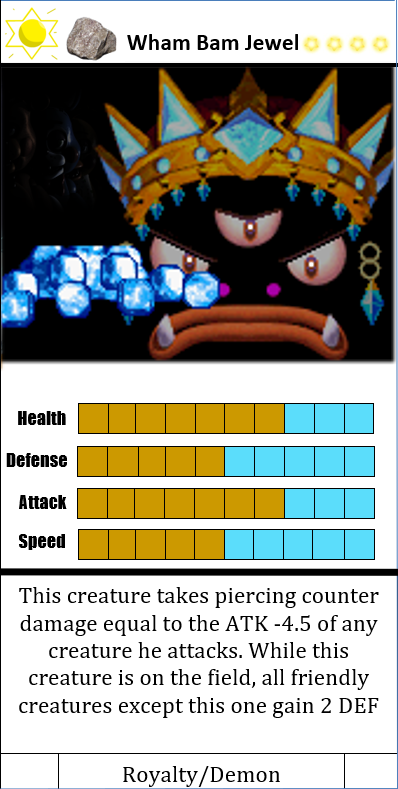 Wham Bam Jewel
Health
Defense
Attack
Speed
This creature takes piercing counter
damage equal to the ATK -4.5 of any
creature he attacks. While this
creature is on the field, all friendly
creatures except this one gain 2 DEF
Royalty/Demon